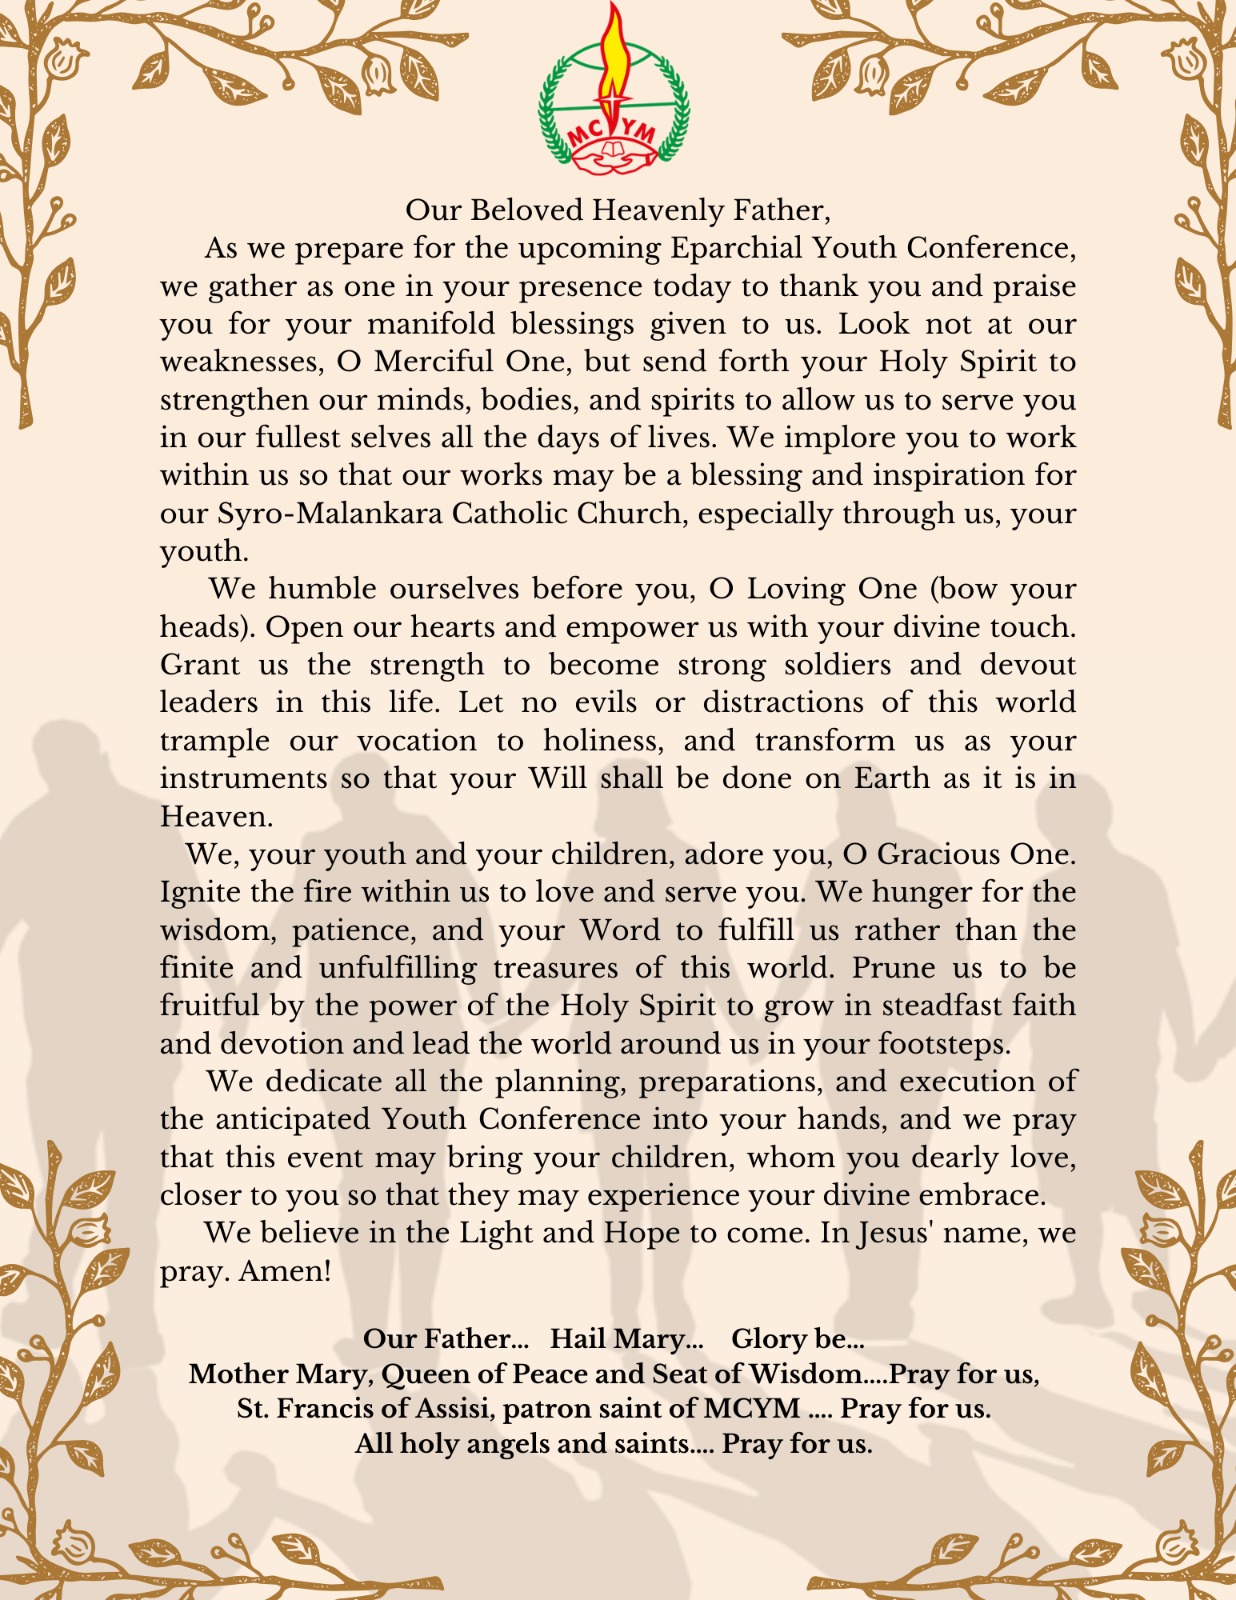 MCYM
Our Beloved Heavenly Father,
As we prepare for the upcoming Eparchial Youth Conference,
we gather as one in your presence today to thank you and praise
you for your manifold blessings given to us. Look not at our
weaknesses, O Merciful One, but send forth your Holy Spirit to
strengthen our minds, bodies, and spirits to allow us to serve you
in our fullest selves all the days of lives. We implore you to work
within us so that our works may be a blessing and inspiration for
our Syro-Malankara Catholic Church, especially through us, your
youth.
We humble ourselves before you, O Loving One (bow your
heads). Open our hearts and empower us with your divine touch.
Grant us the strength to become strong soldiers and devout
leaders in this life. Let no evils or distractions of this world
trample our vocation to holiness, and transform us as your
instruments so that your Will shall be done on Earth as it is in
Heaven.
We, your youth and your children, adore you, O Gracious One.
Ignite the fire within us to love and serve you. We hunger for the
wisdom, patience, and your Word to fulfill us rather than the
finite and unfulfilling treasures of this world. Prune us to be
fruitful by the power of the Holy Spirit to grow in steadfast faith
and devotion and lead the world around us in your footsteps.
We dedicate all the planning, preparations, and execution of
the anticipated Youth Conference into your hands, and we pray
that this event may bring your children, whom you dearly love,
closer to you so that they may experience your divine embrace.
We believe in the Light and Hope to come. In Jesus' name, we
pray. Amen!
Our Father... Hail Mary... Glory be...
Mother Mary, Queen of Peace and Seat of Wisdom....Pray for us,
St. Francis of Assisi, patron saint of MCYM .... Pray for us.
All holy angels and saints.... Pray for us.